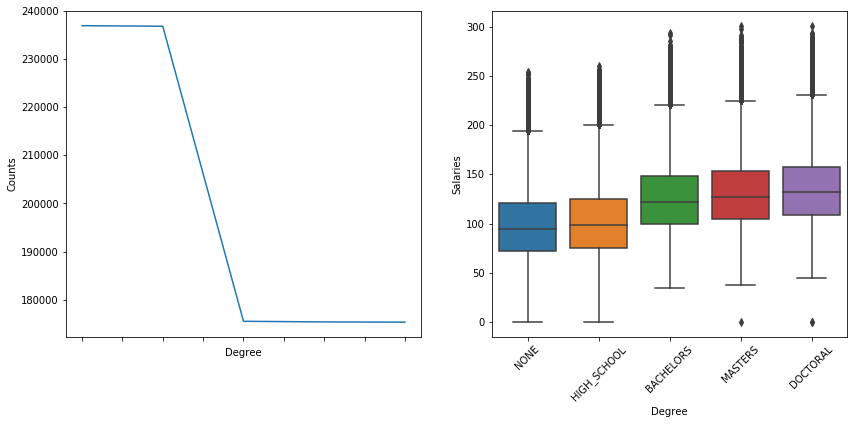 240000
230000
220000
210000
200000
190000
180000
Counts
Degree
300
250
200
150
100
50
0
Salaries
NONE
HIGH_SCHOOL
BACHELORS
MASTERS
DOCTORAL
Degree